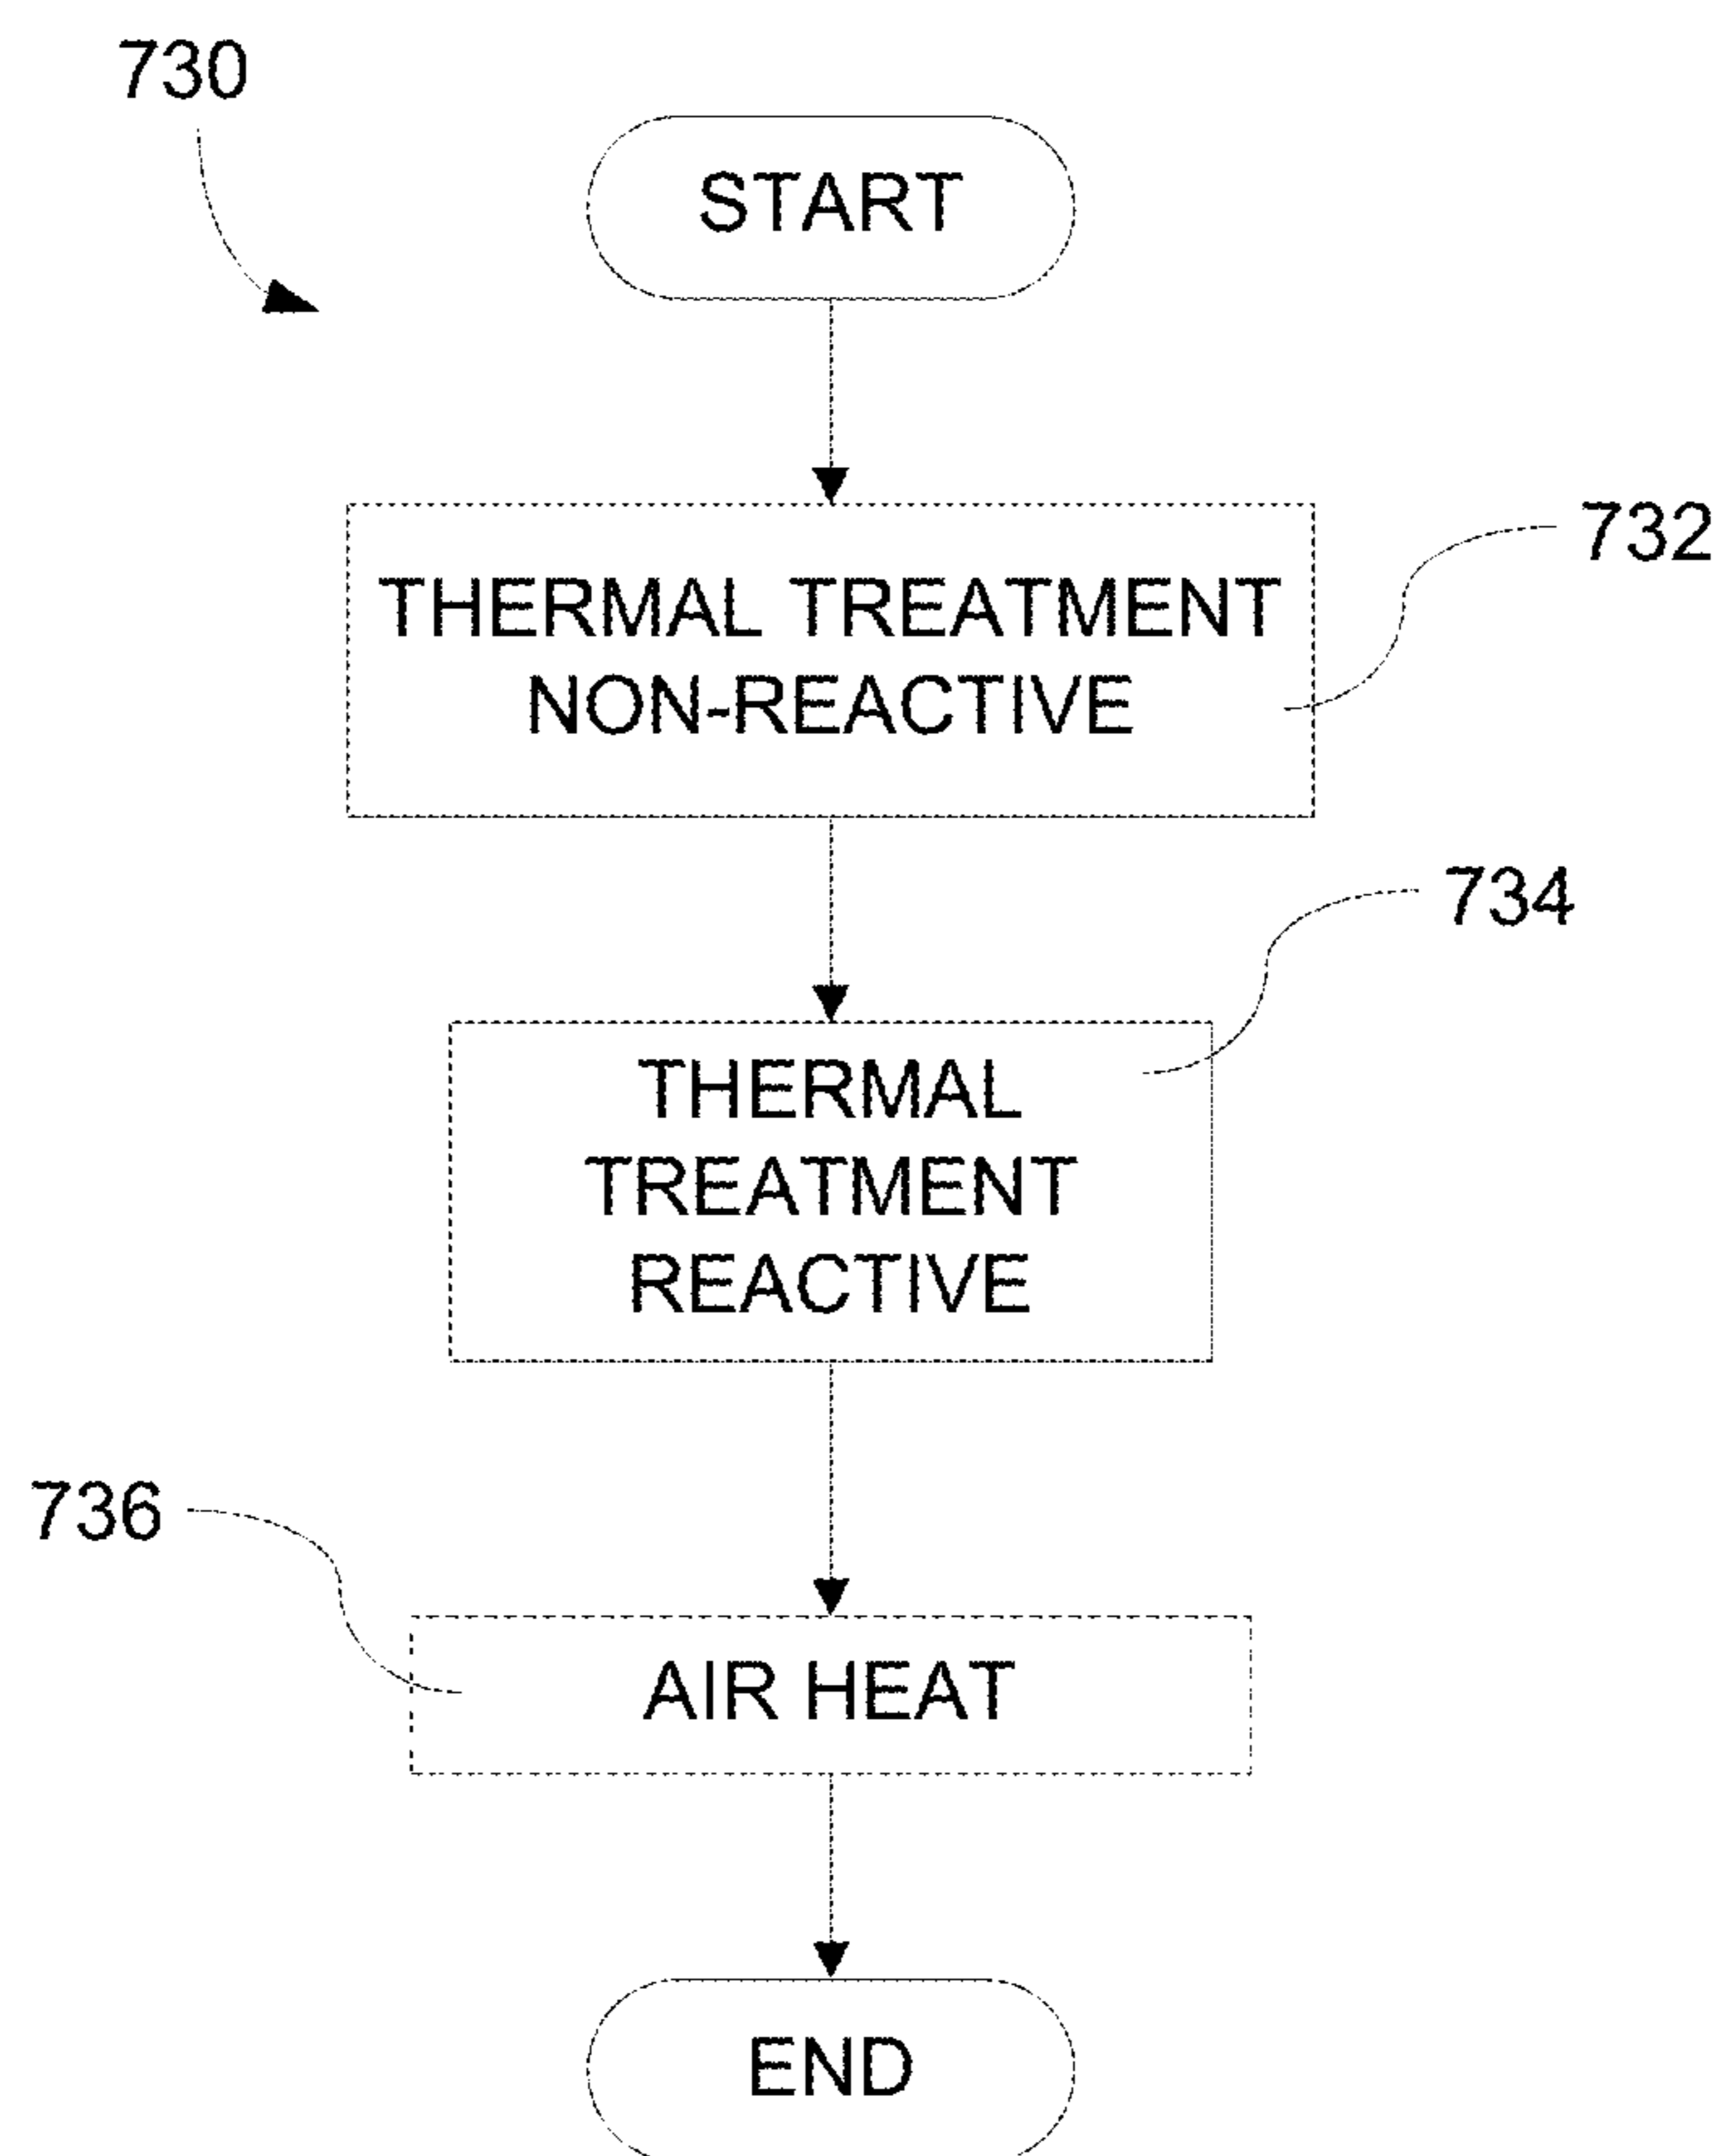 730
START
THERMAL TREATMENT
NON-REACTIVE
732
734
THERMAL
TREATMENT
REACTIVE
736
AIR HEAT
END